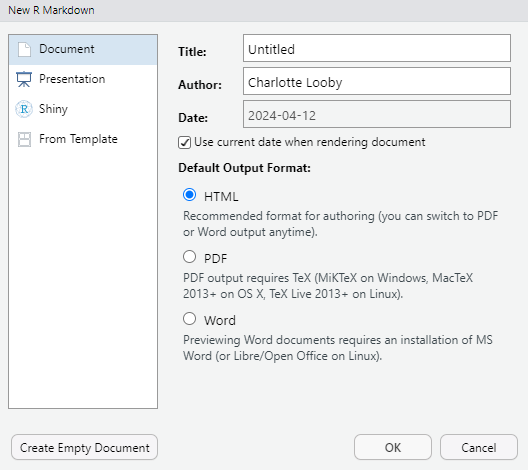 New R Markdown
Document
Presentation
Shiny
From Template
Title:
Untitled
Author:
Charlotte Looby
Date:
2024-04-12
Use current date when rendering document
Default Output Format:
HTML
Recommended format for authoring (you can switch to PDF
or Word output anytime).
PDF
PDF output requires TeX (MiKTeX on Windows, MacTeX
2013+ on OS X, TeX Live 2013+ on Linux).
Word
Previewing Word documents requires an installation of MS
Word (or Libre/Open Office on Linux).
Create Empty Document
OK
Cancel